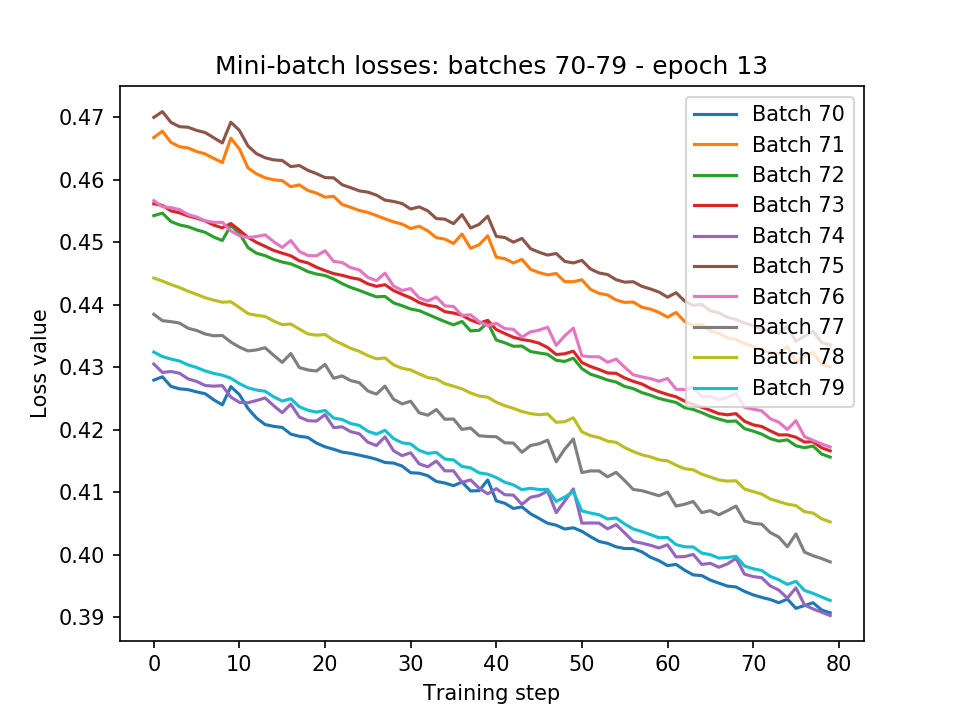 Mini-batch losses: batches 70-79 - epoch 13
Loss value
0.47
0.46
0.45
0.44
0.43
0.42
0.41
0.40
0.39
Batch 70
Batch 71
Batch 72
Batch 73
Batch 74
Batch 75
Batch 76
Batch 77
Batch 78
Batch 79
0 10 20 30 40 50 60 70 80
Training step